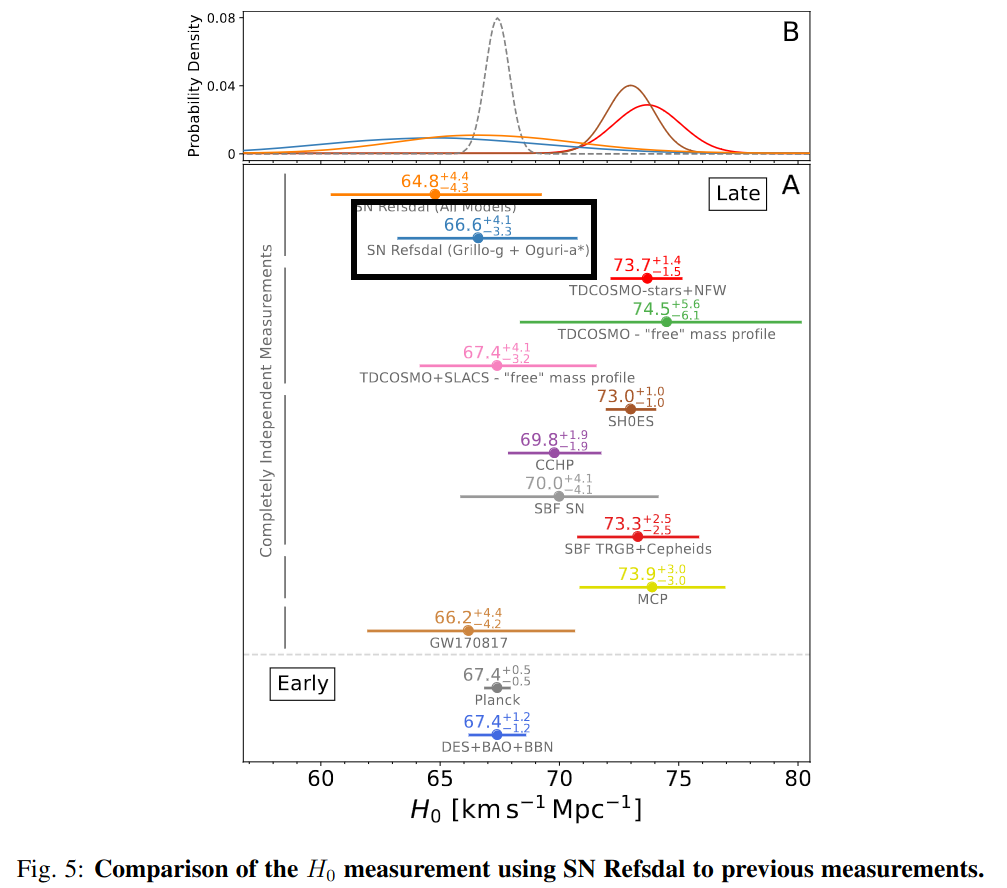 B
Probability Density
0.08
0.04
0
A
Late
64.8+4.4−4.3
SN Refsdal (All Models)
66.6+4.1−3.3
SN Refsdal (Grillo-g + Oguri-a*)
73.7+1.4−1.5
TDCOSMO-stars+NFW
74.5+5.6−6.1
TDCOSMO - "free" mass profile
67.4+4.1−3.2
TDCOSMO+SLACS - "free" mass profile
73.0+1.0−1.0
SH0ES
69.8+1.9−1.9
CCHP
70.0+4.1−4.1
SBF SN
73.3+2.5−2.5
SBF TRGB+Cepheids
73.9+3.0−3.0
MCP
66.2+4.4−4.2
GW170817
Completely Independent Measurements
Early
67.4+0.5−0.5
Planck
67.4+1.2−1.2
DES+BAO+BBN
60 65 70 75 80
H0 [km s−1 Mpc−1]
Fig. 5: Comparison of the H0 measurement using SN Refsdal to previous measurements.